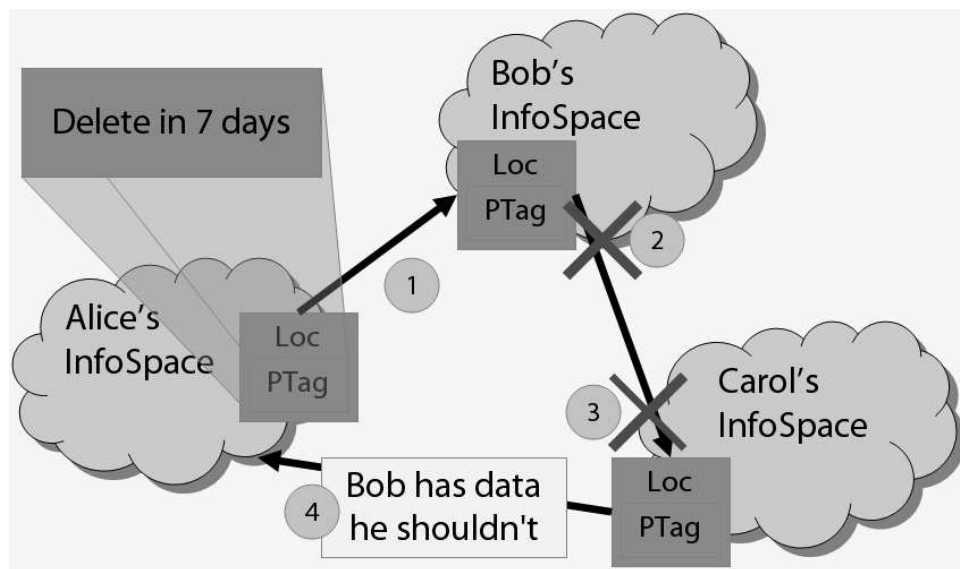 Delete in 7 days
Bob's
InfoSpace
Loc
PTag
2
1
Alice's
InfoSpace
Loc
PTag
3
Carol's
InfoSpace
Loc
PTag
4
Bob has data
he shouldn't